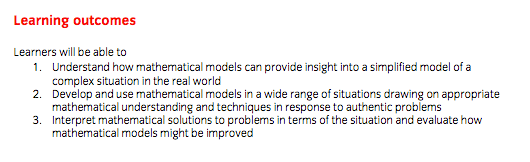 Learning outcomes
Learners will be able to
1. Understand how mathematical models can provide insight into a simplified model of a
complex situation in the real world
2. Develop and use mathematical models in a wide range of situations drawing on appropriate
mathematical understanding and techniques in response to authentic problems
3. Interpret mathematical solutions to problems in terms of the situation and evaluate how
mathematical models might be improved